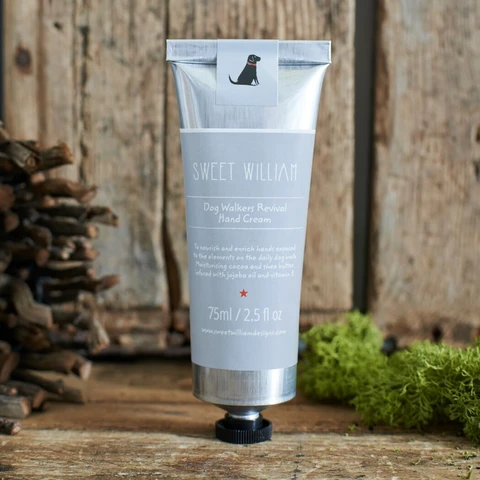 SWEET WILLIAM
Dog Walkers Revival
Hand Cream
To nourish and enrich hands exposed
to the elements on the daily dog walk.
Moisturising cocoa and shea butter
infused with jojoba oil and vitamin E.
75ml / 2.5 fl oz
www.sweetwilliamdesigns.com